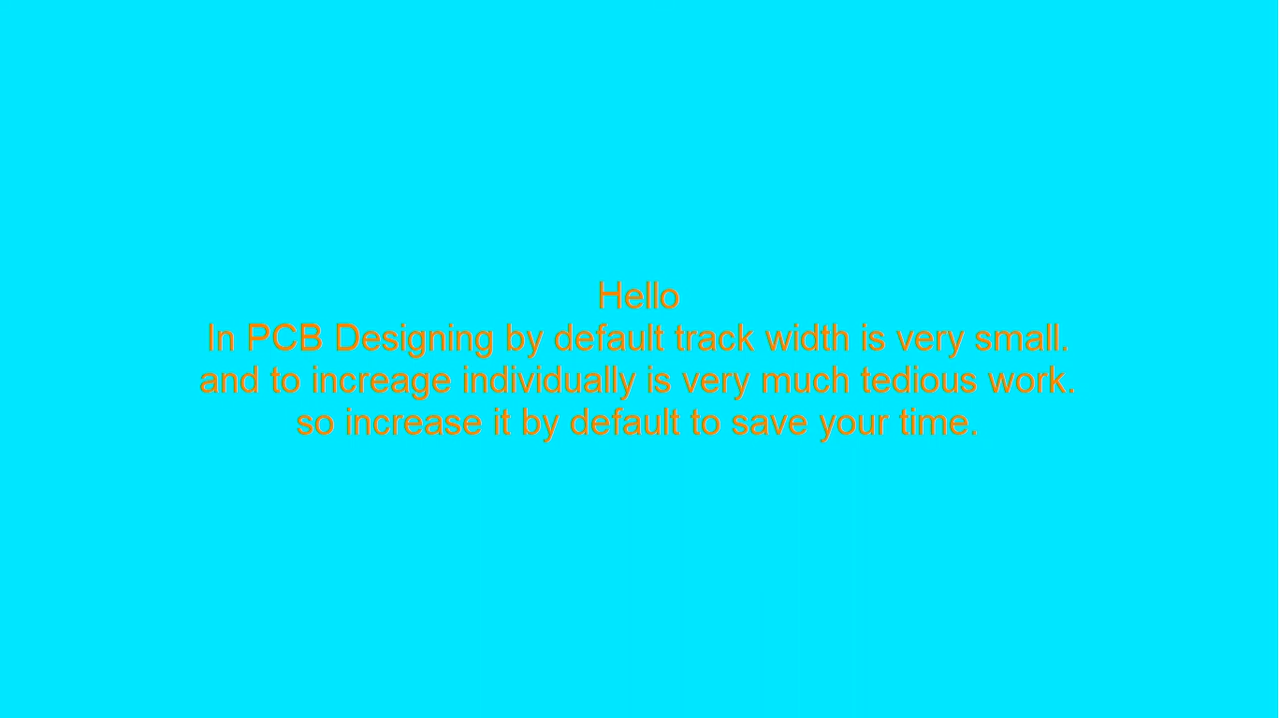 Hello
In PCB Designing by default track width is very small.
and to increage individually is very much tedious work.
so increase it by default to save your time.